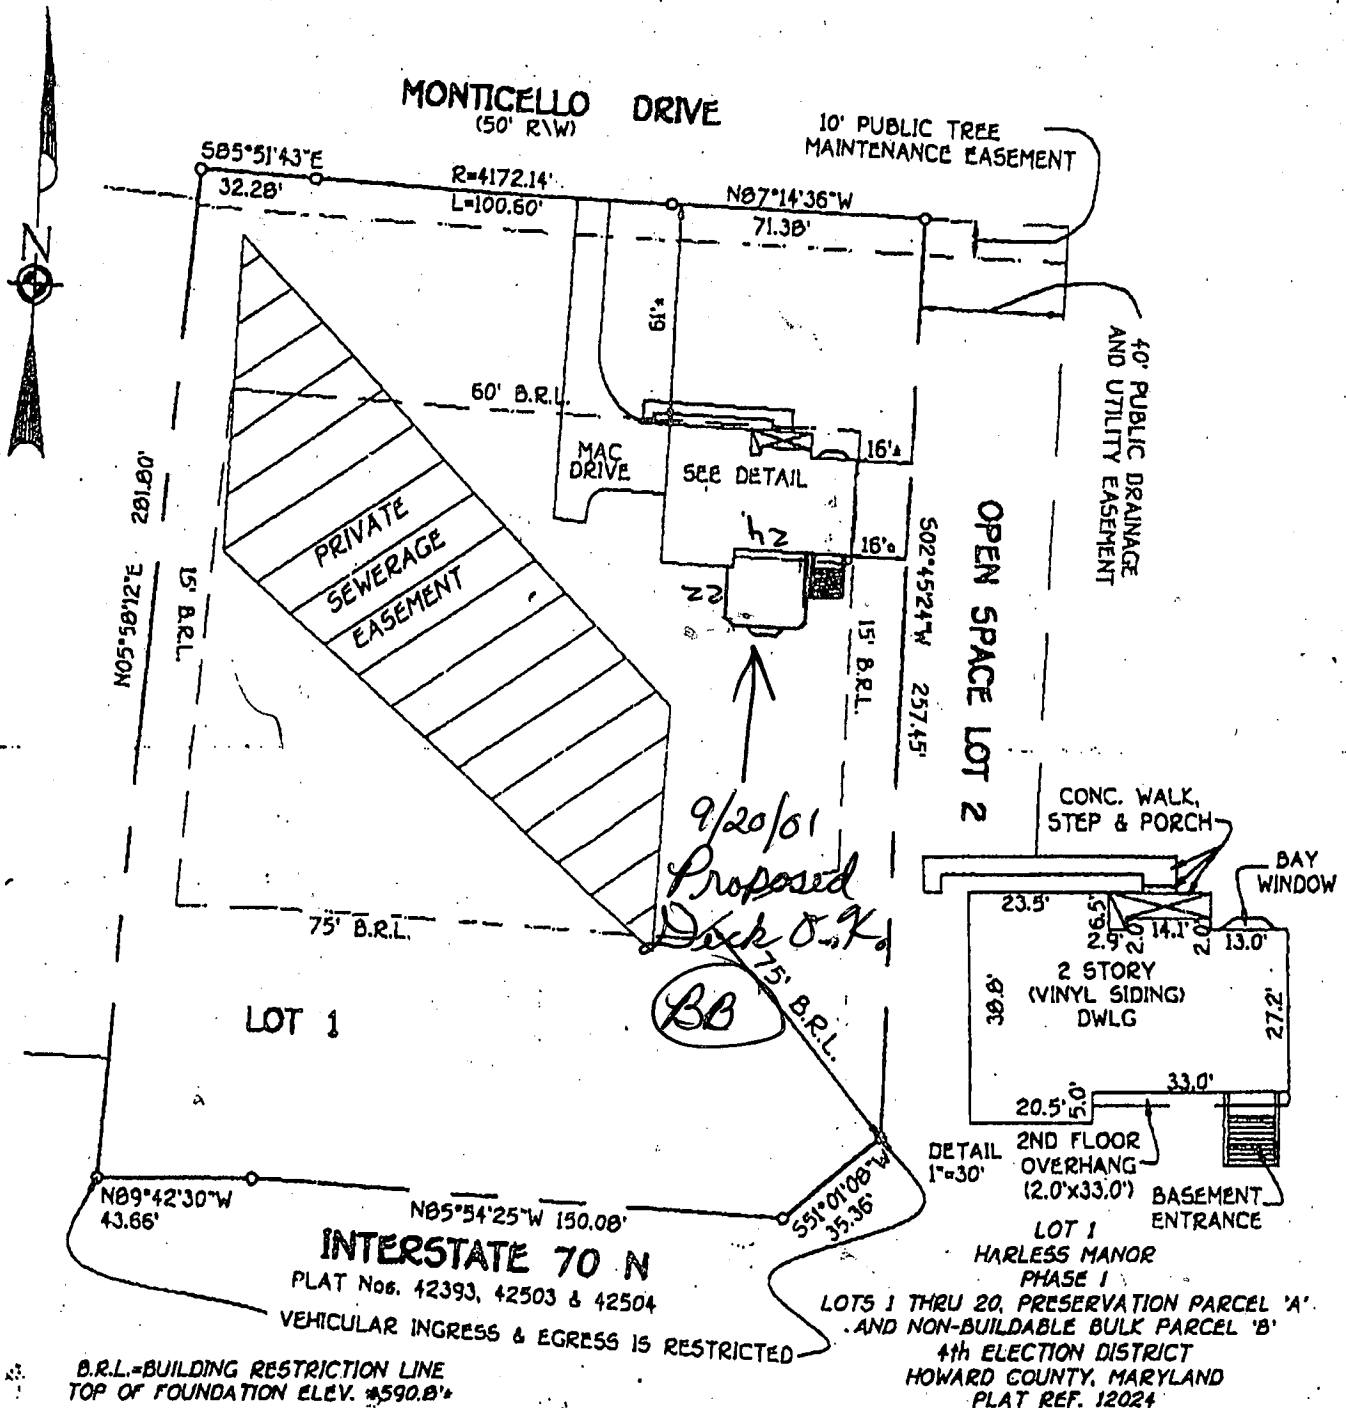 MONTICELLO DRIVE
(50' R\W)
10' PUBLIC TREE
MAINTENANCE EASEMENT
S85°51'43"E
32.28'
R=4172.14'
L=100.60'
N87°14'36"W
71.38'
N
61'±
40' PUBLIC DRAINAGE
AND UTILITY EASEMENT
60' B.R.L.
MAC
DRIVE
SEE DETAIL
16'±
16'±
24'
22
PRIVATE
SEWERAGE
EASEMENT
N05°58'12"E 281.80'
15' B.R.L.
15' B.R.L.
S02°45'24"W 257.45'
OPEN SPACE LOT 2
9/20/01
Proposed
Deck O.K.
BB
75' B.R.L.
75' B.R.L.
LOT 1
CONC. WALK,
STEP & PORCH
BAY
WINDOW
23.5'
6.5'
2.9'
2.0'
14.1'
2.0'
13.0'
2 STORY
(VINYL SIDING)
DWLG
38.8'
27.2'
33.0'
20.5'
5.0'
DETAIL
1"=30'
2ND FLOOR
OVERHANG
(2.0'x33.0')
BASEMENT
ENTRANCE
N89°42'30"W
43.66'
N85°54'25"W 150.08'
S51°01'08"W
35.36'
INTERSTATE 70 N
PLAT Nos. 42393, 42503 & 42504
VEHICULAR INGRESS & EGRESS IS RESTRICTED
LOT 1
HARLESS MANOR
PHASE 1
LOTS 1 THRU 20, PRESERVATION PARCEL 'A'
AND NON-BUILDABLE BULK PARCEL 'B'
4th ELECTION DISTRICT
HOWARD COUNTY, MARYLAND
PLAT REF. 12024
B.R.L.=BUILDING RESTRICTION LINE
TOP OF FOUNDATION ELEV. =590.8'±